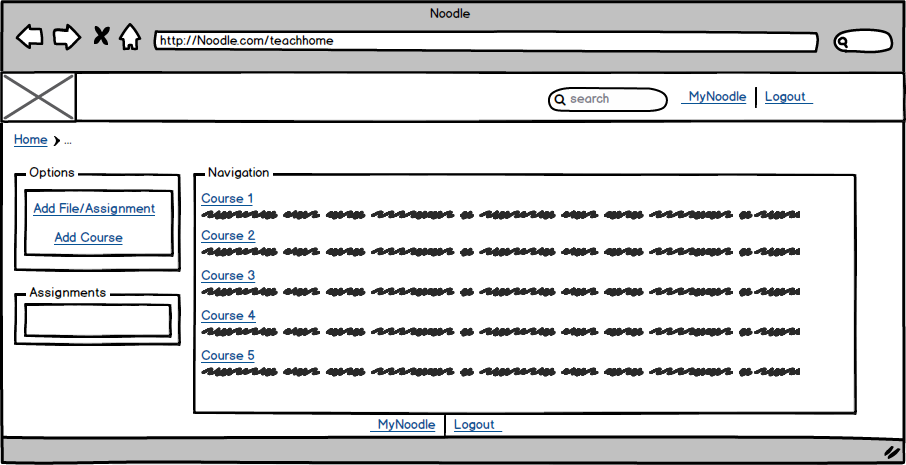 Noodle
http://Noodle.com/teachhome
search MyNoodle Logout
Home ...
Options
Add File/Assignment
Add Course
Assignments
Navigation
Course 1
Course 2
Course 3
Course 4
Course 5
MyNoodle Logout